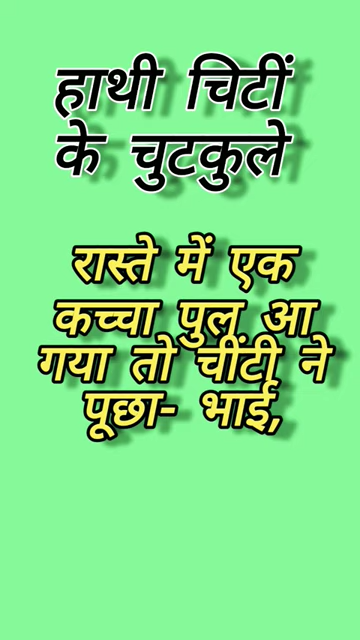 हाथी चिटीं
के चुटकुले
रास्ते में एक
कच्चा पुल आ
गया तो चींटी ने
पूछा- भाई,